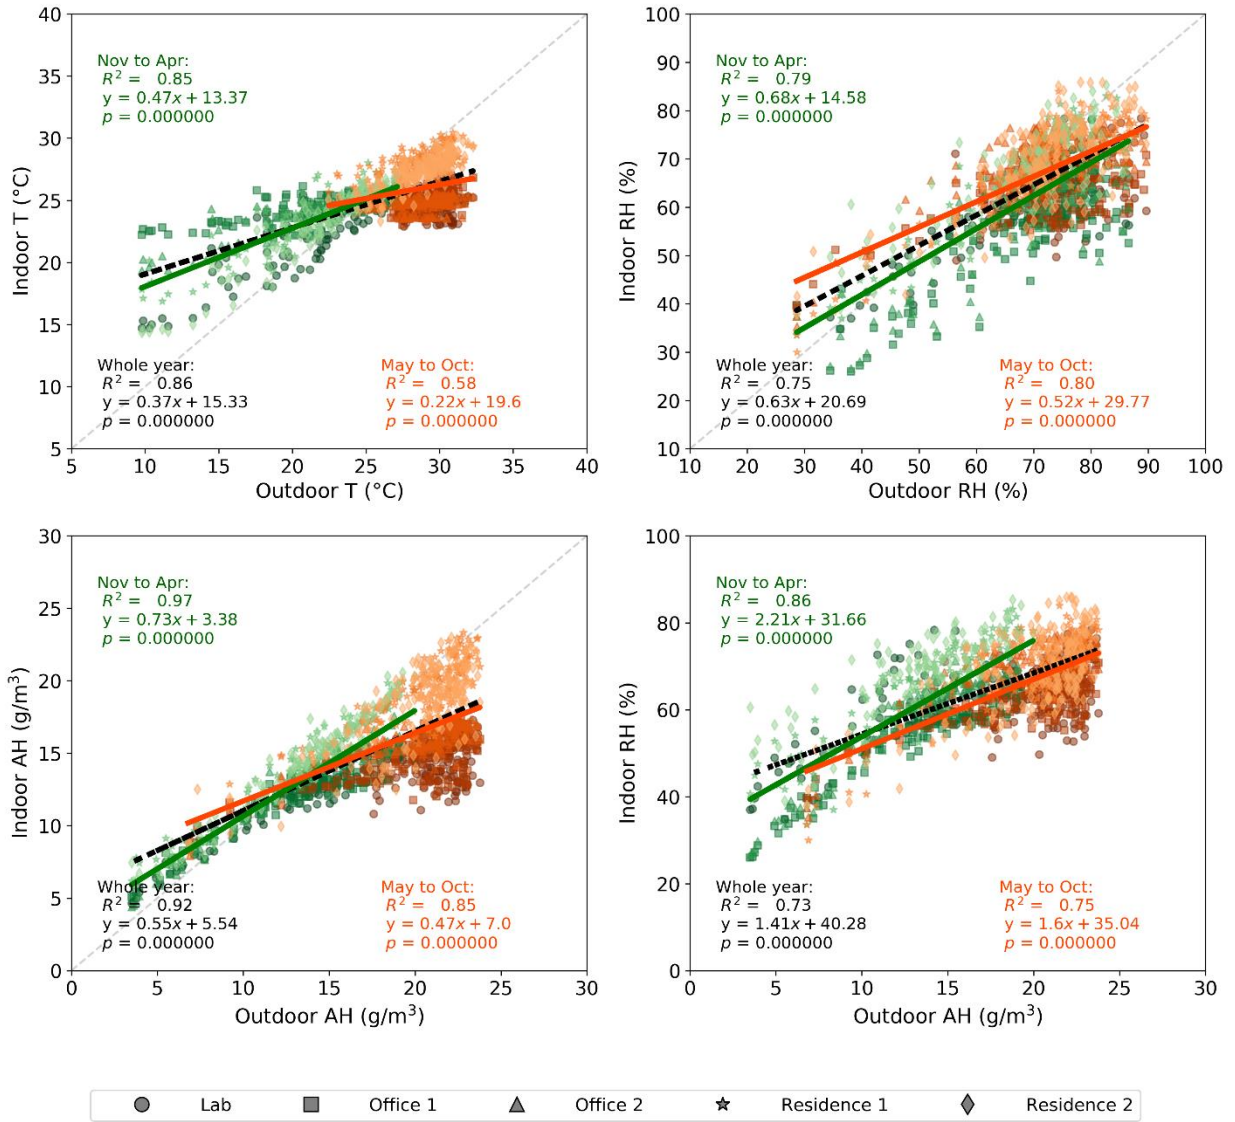 40
35
30
25
20
15
10
5
Indoor T (°C)
Nov to Apr:
R² = 0.85
y = 0.47x + 13.37
p = 0.000000
Whole year:
R² = 0.86
y = 0.37x + 15.33
p = 0.000000
May to Oct:
R² = 0.58
y = 0.22x + 19.6
p = 0.000000
5 10 15 20 25 30 35 40
Outdoor T (°C)
100
90
80
70
60
50
40
30
20
10
Indoor RH (%)
Nov to Apr:
R² = 0.79
y = 0.68x + 14.58
p = 0.000000
Whole year:
R² = 0.75
y = 0.63x + 20.69
p = 0.000000
May to Oct:
R² = 0.80
y = 0.52x + 29.77
p = 0.000000
10 20 30 40 50 60 70 80 90 100
Outdoor RH (%)
30
25
20
15
10
5
0
Indoor AH (g/m³)
Nov to Apr:
R² = 0.97
y = 0.73x + 3.38
p = 0.000000
Whole year:
R² = 0.92
y = 0.55x + 5.54
p = 0.000000
May to Oct:
R² = 0.85
y = 0.47x + 7.0
p = 0.000000
0 5 10 15 20 25 30
Outdoor AH (g/m³)
100
80
60
40
20
0
Indoor RH (%)
Nov to Apr:
R² = 0.86
y = 2.21x + 31.66
p = 0.000000
Whole year:
R² = 0.73
y = 1.41x + 40.28
p = 0.000000
May to Oct:
R² = 0.75
y = 1.6x + 35.04
p = 0.000000
0 5 10 15 20 25 30
Outdoor AH (g/m³)
Lab Office 1 Office 2 Residence 1 Residence 2